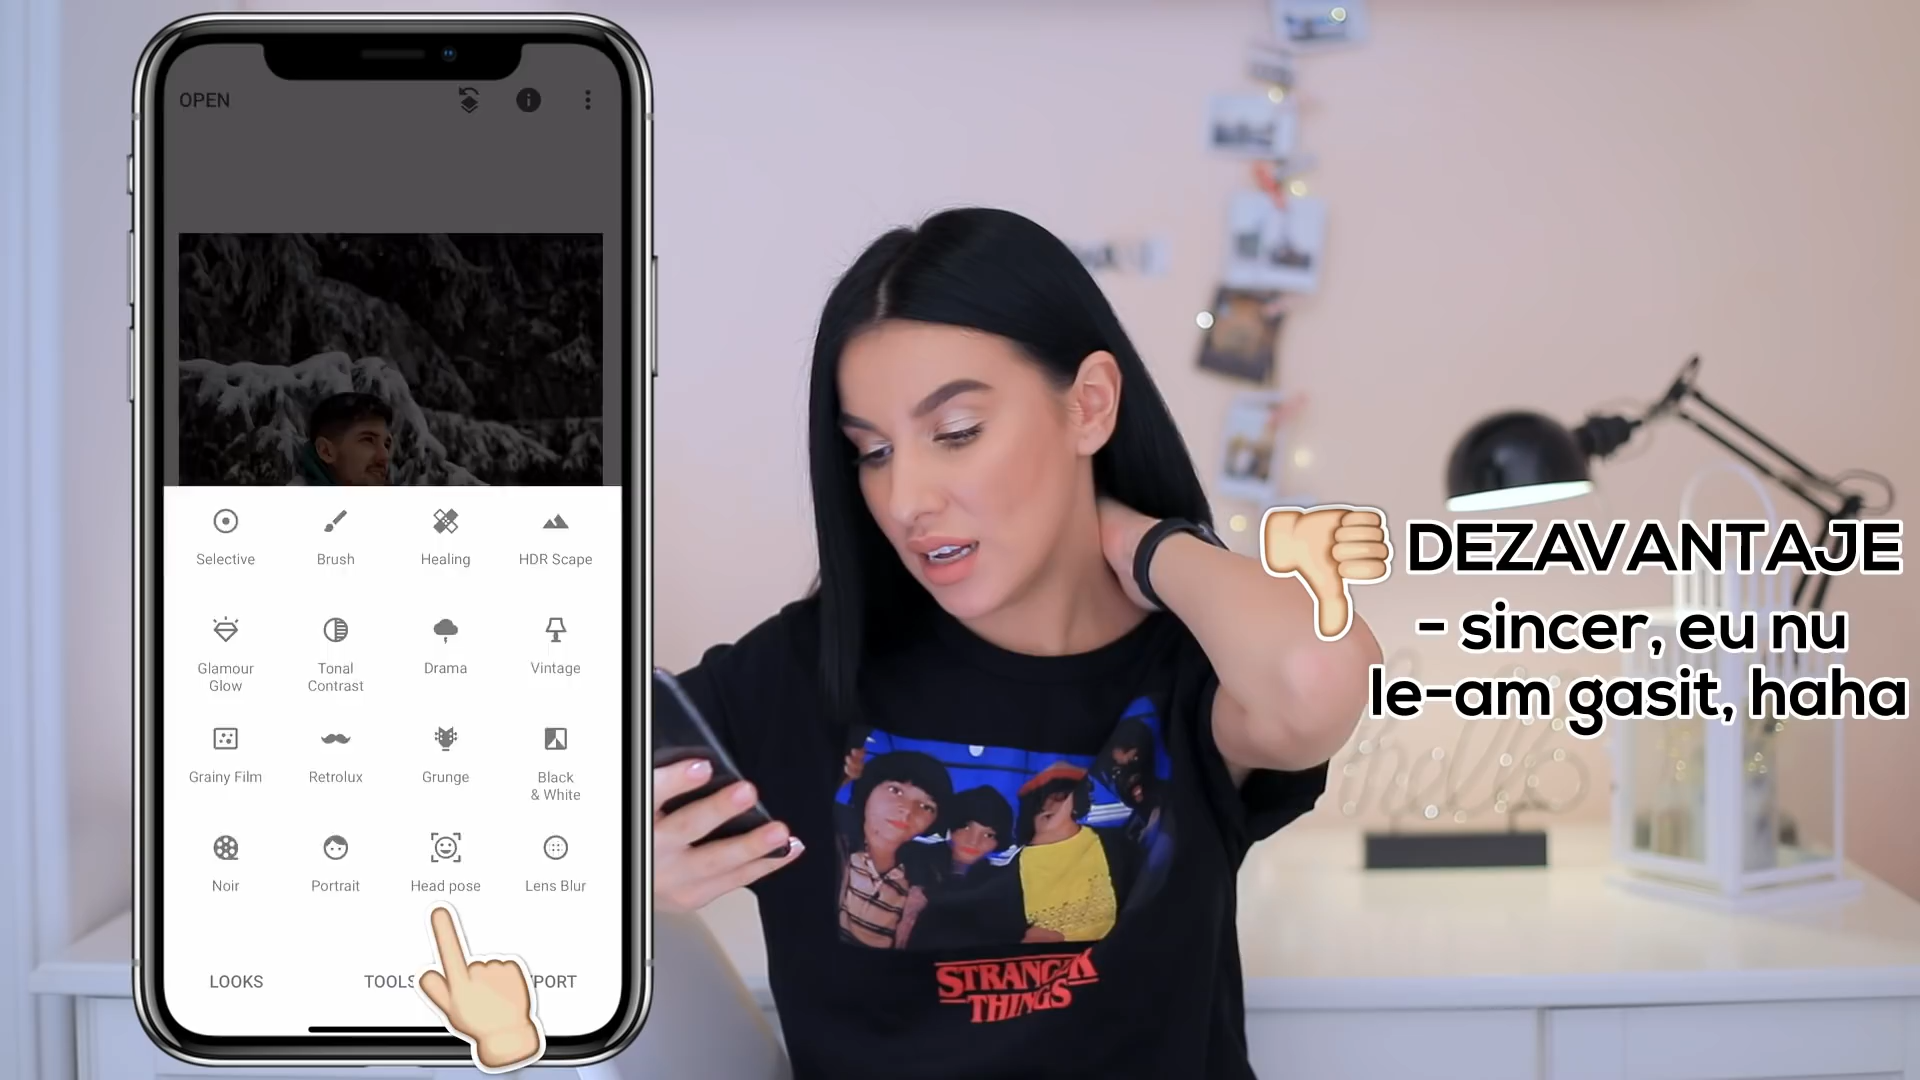 OPEN
Selective
Brush
Healing
HDR Scape
Glamour
Glow
Tonal
Contrast
Drama
Vintage
Grainy Film
Retrolux
Grunge
Black
& White
Noir
Portrait
Head pose
Lens Blur
LOOKS
TOOLS
PORT
DEZAVANTAJE
- sincer, eu nu
le-am gasit, haha
STRANGER
THINGS
hello